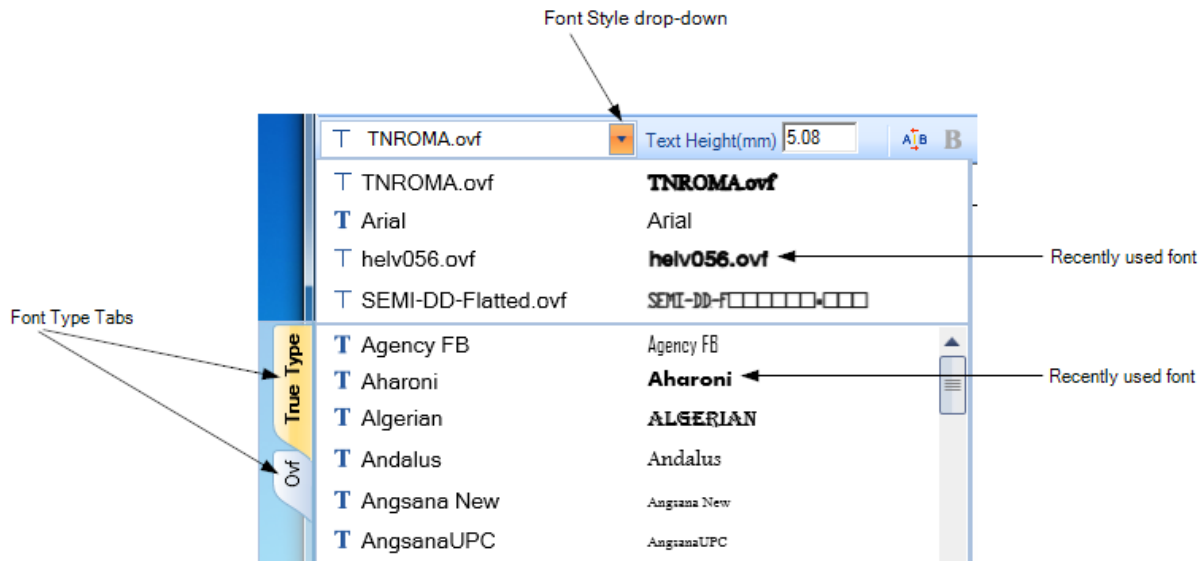 Font Style drop-down
TNROMA.ovf Text Height(mm) 5.08 A B B
TNROMA.ovf TNROMA.ovf
Arial Arial
helv056.ovf helv056.ovf Recently used font
SEMI-DD-Flatted.ovf SEMI-DD-F□□□□□□.□□□
Font Type Tabs
True Type
Ovf
Agency FB Agency FB
Aharoni Aharoni Recently used font
Algerian ALGERIAN
Andalus Andalus
Angsana New Angsana New
AngsanaUPC AngsanaUPC